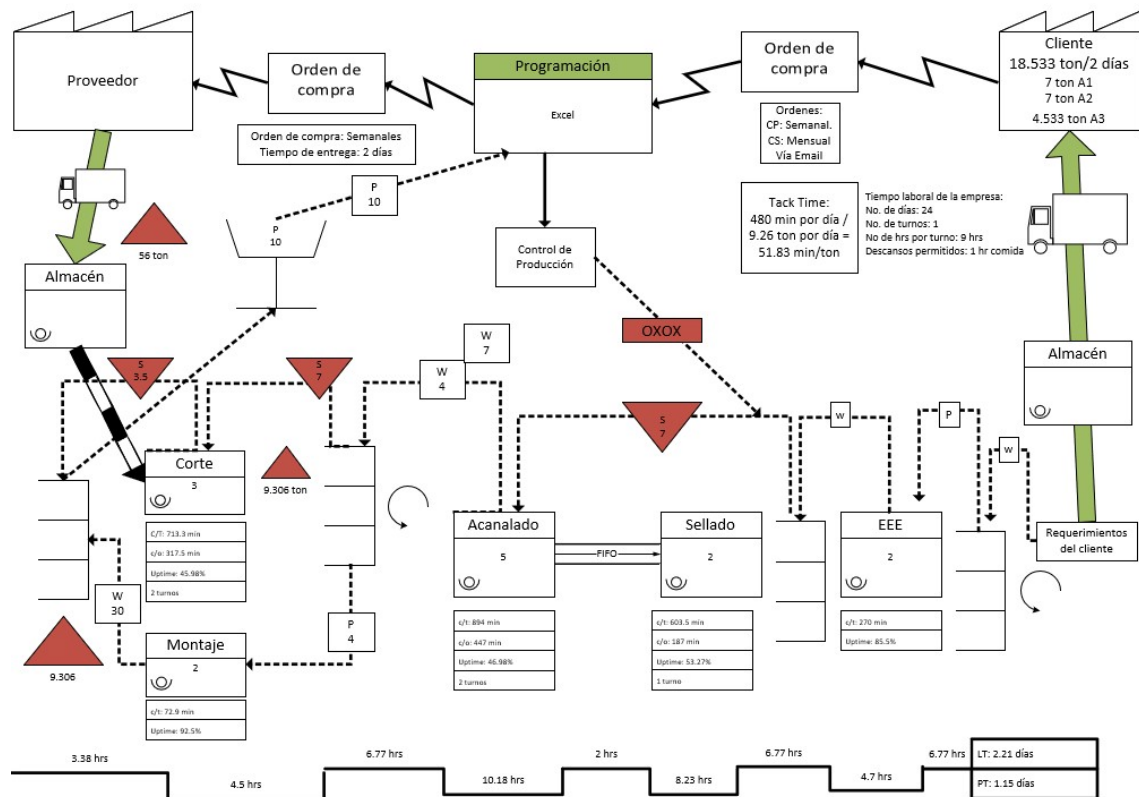 Proveedor
Orden de
compra
Programación
Excel
Orden de
compra
Cliente
18.533 ton/2 días
7 ton A1
7 ton A2
4.533 ton A3
Orden de compra: Semanales
Tiempo de entrega: 2 días
Ordenes:
CP: Semanal.
CS: Mensual
Vía Email
P
10
P
10
56 ton
Tack Time:
480 min por día /
9.26 ton por día =
51.83 min/ton
Tiempo laboral de la empresa:
No. de días: 24
No. de turnos: 1
No de hrs por turno: 9 hrs
Descansos permitidos: 1 hr comida
Control de
Producción
Almacén
OXOX
Almacén
S
3.5
S
7
W
7
W
4
S
7
w
P
w
Corte
3
9.306 ton
C/T: 713.3 min
c/o: 317.5 min
Uptime: 45.98%
2 turnos
Acanalado
5
FIFO
Sellado
2
EEE
2
Requerimientos
del cliente
c/t: 894 min
c/o: 447 min
Uptime: 46.98%
2 turnos
c/t: 603.5 min
c/o: 187 min
Uptime: 53.27%
1 turno
c/t: 270 min
Uptime: 85.5%
W
30
P
4
9.306
Montaje
2
c/t: 72.9 min
Uptime: 92.5%
3.38 hrs
4.5 hrs
6.77 hrs
10.18 hrs
2 hrs
8.23 hrs
6.77 hrs
4.7 hrs
6.77 hrs
LT: 2.21 días
PT: 1.15 días